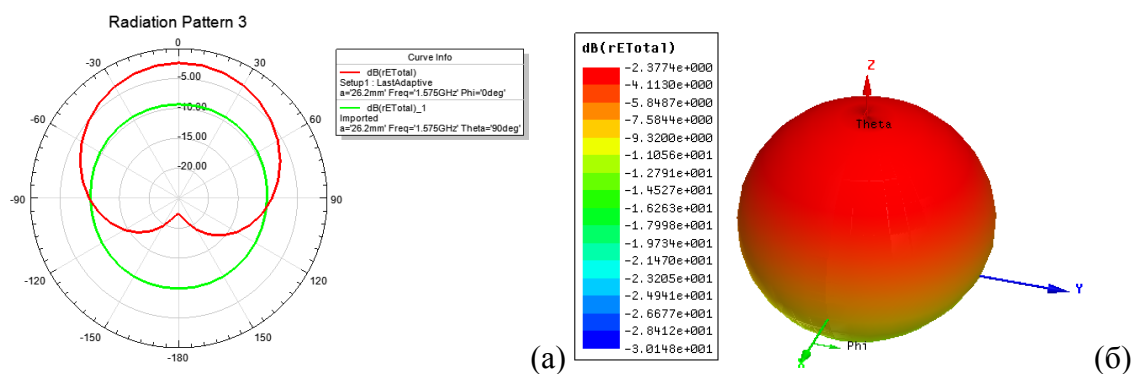 Radiation Pattern 3
0
-30
30
-60
60
-90
90
-120
120
-150
150
-180
-5.00
-10.00
-15.00
-20.00
Curve Info
dB(rETotal)
Setup1 : LastAdaptive
a='26.2mm' Freq='1.575GHz' Phi='0deg'
dB(rETotal)_1
Imported
a='26.2mm' Freq='1.575GHz' Theta='90deg'
(а)
dB(rETotal)
-2.3774e+000
-4.1130e+000
-5.8487e+000
-7.5844e+000
-9.3200e+000
-1.1056e+001
-1.2791e+001
-1.4527e+001
-1.6263e+001
-1.7998e+001
-1.9734e+001
-2.1470e+001
-2.3205e+001
-2.4941e+001
-2.6677e+001
-2.8412e+001
-3.0148e+001
Z
Theta
Y
Phi
X
(б)